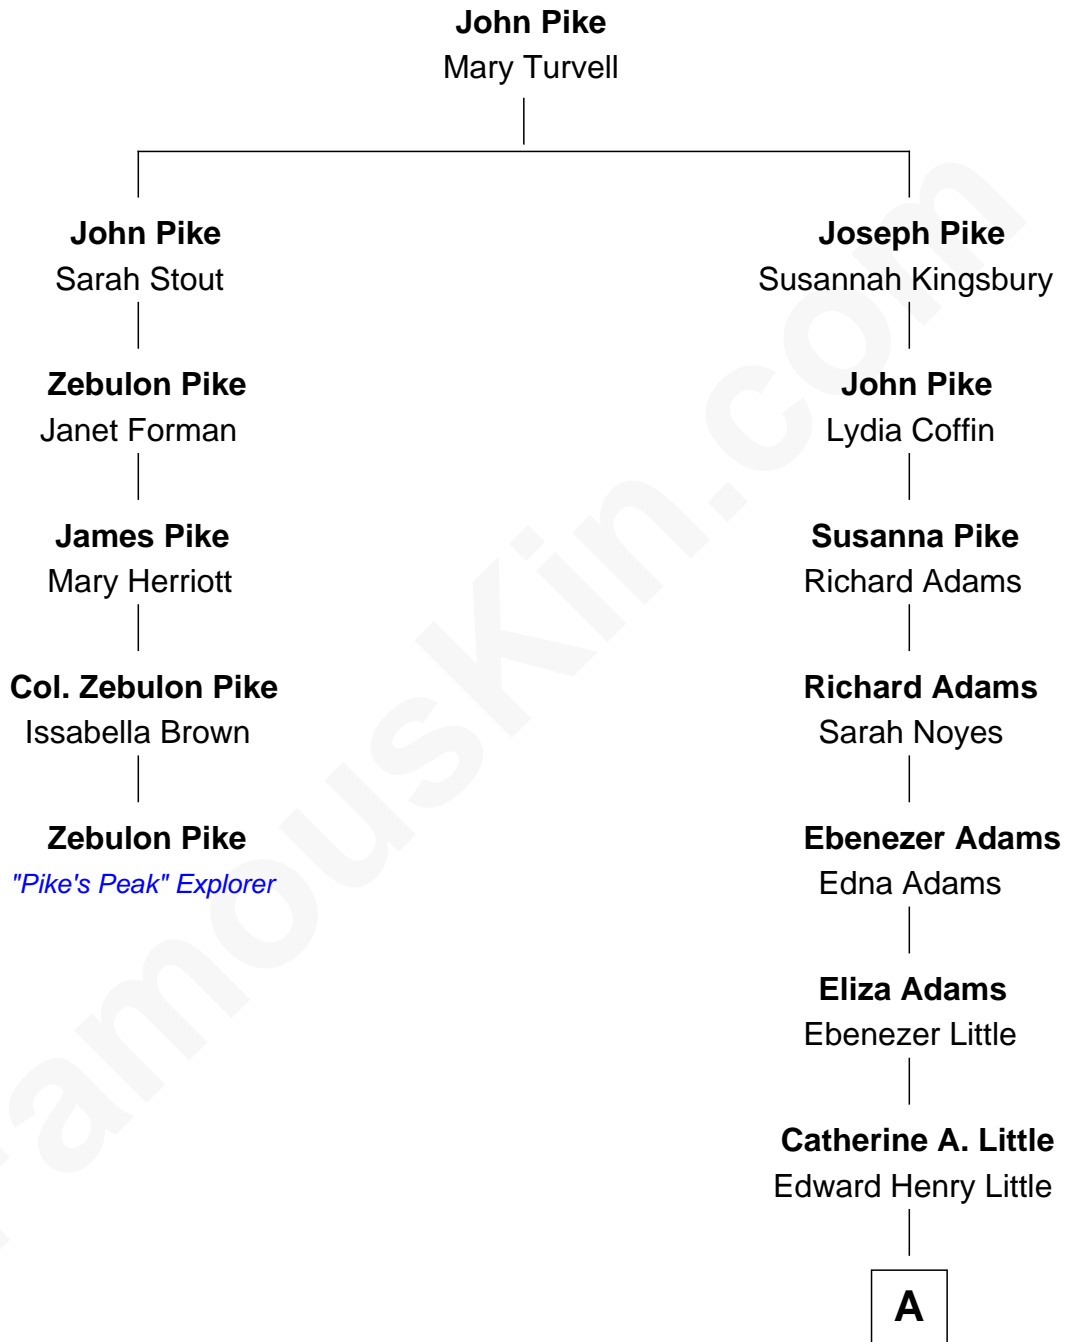 John Pike
Mary Turvell
John Pike
Sarah Stout
Joseph Pike
Susannah Kingsbury
Zebulon Pike
Janet Forman
John Pike
Lydia Coffin
James Pike
Mary Herriott
Susanna Pike
Richard Adams
Col. Zebulon Pike
Issabella Brown
Richard Adams
Sarah Noyes
Zebulon Pike
"Pike's Peak" Explorer
Ebenezer Adams
Edna Adams
Eliza Adams
Ebenezer Little
Catherine A. Little
Edward Henry Little
A
FamousKin.com